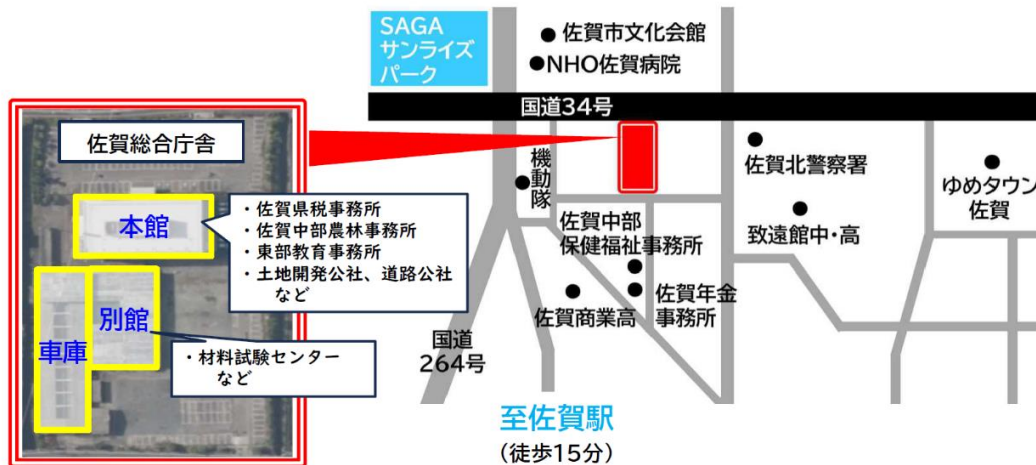 SAGA
サンライズ
パーク
佐賀市文化会館
NHO佐賀病院
国道34号
佐賀総合庁舎
本館
・佐賀県税事務所
・佐賀中部農林事務所
・東部教育事務所
・土地開発公社、道路公社
など
別館
車庫
・材料試験センター
など
機動隊
佐賀北警察署
ゆめタウン
佐賀
致遠館中・高
佐賀中部
保健福祉事務所
佐賀商業高
佐賀年金
事務所
国道
264号
至佐賀駅
(徒歩15分)